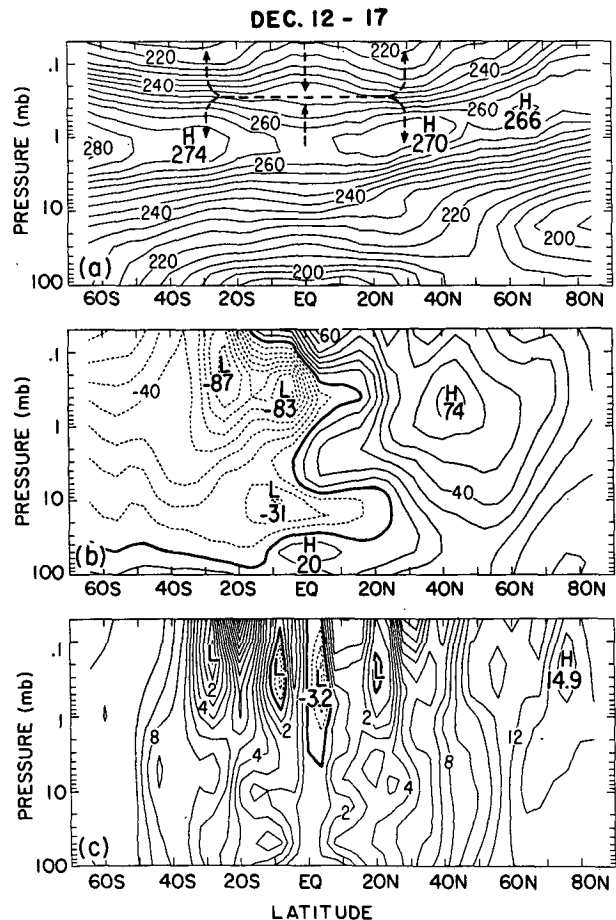 DEC. 12 - 17
PRESSURE (mb)
.1
1
10
100
220
220
240
240
260
260
H
266
H
274
H
270
280
260
240
220
220
200
200
(a)
60S 40S 20S EQ 20N 40N 60N 80N
PRESSURE (mb)
.1
1
10
100
60
-40
L
-87
L
-83
H
74
40
L
-31
H
20
(b)
60S 40S 20S EQ 20N 40N 60N 80N
PRESSURE (mb)
.1
1
10
100
L
2
4
L
2
L
-3.2
L
2
H
14.9
8
4
12
8
2
4
(c)
60S 40S 20S EQ 20N 40N 60N 80N
LATITUDE